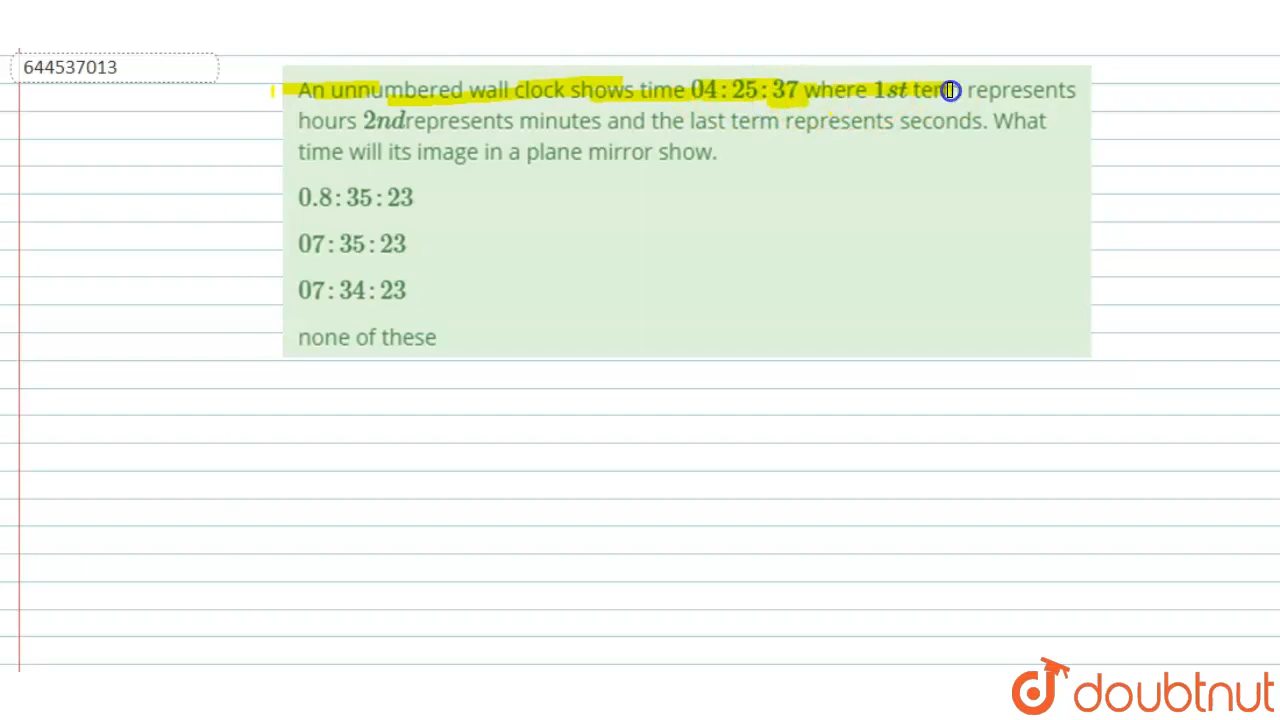 644537013
An unnumbered wall clock shows time 04 : 25 : 37 where 1st term represents
hours 2ndrepresents minutes and the last term represents seconds. What
time will its image in a plane mirror show.
0.8 : 35 : 23
07 : 35 : 23
07 : 34 : 23
none of these
doubtnut